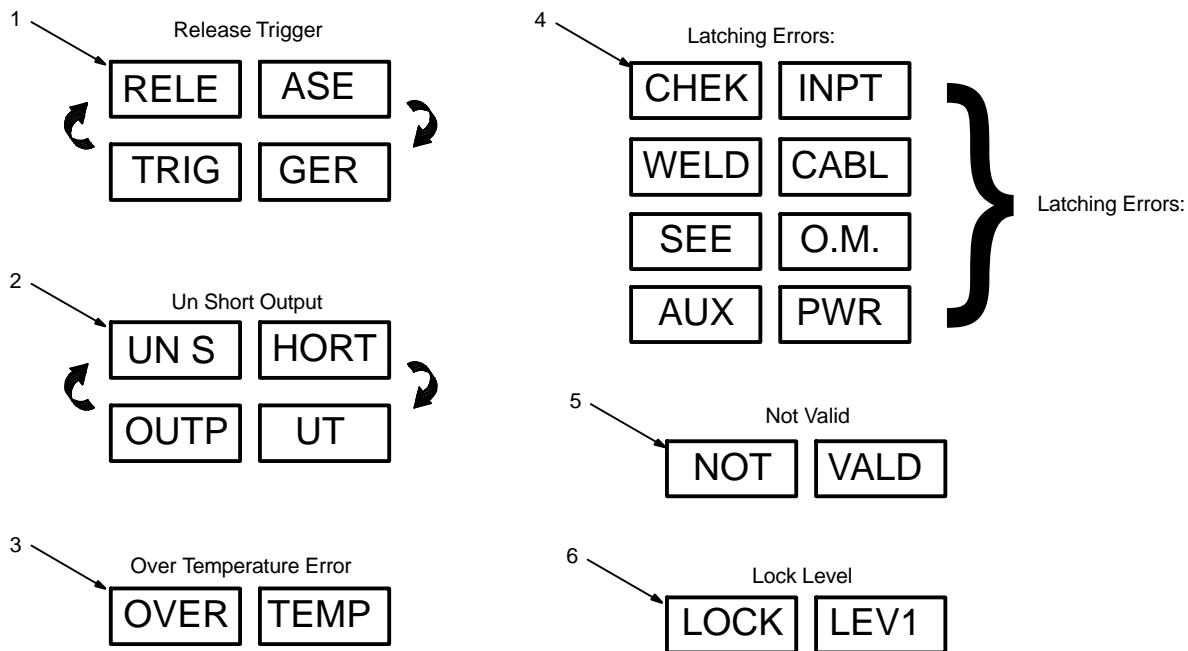 1
Release Trigger
RELE ASE
TRIG GER
2
Un Short Output
UN S HORT
OUTP UT
3
Over Temperature Error
OVER TEMP
4
Latching Errors:
CHEK INPT
WELD CABL
SEE O.M.
AUX PWR
Latching Errors:
5
Not Valid
NOT VALD
6
Lock Level
LOCK LEV1